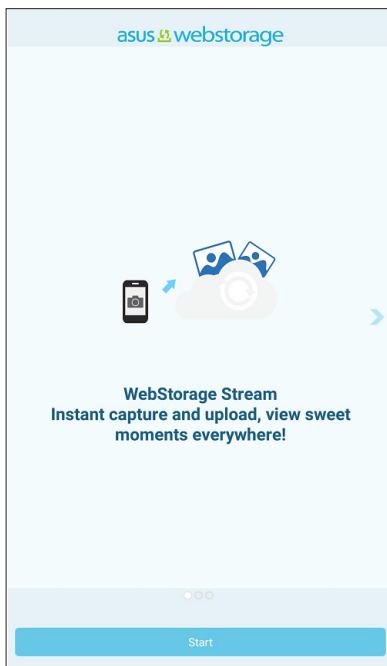 asus webstorage
WebStorage Stream
Instant capture and upload, view sweet
moments everywhere!
Start